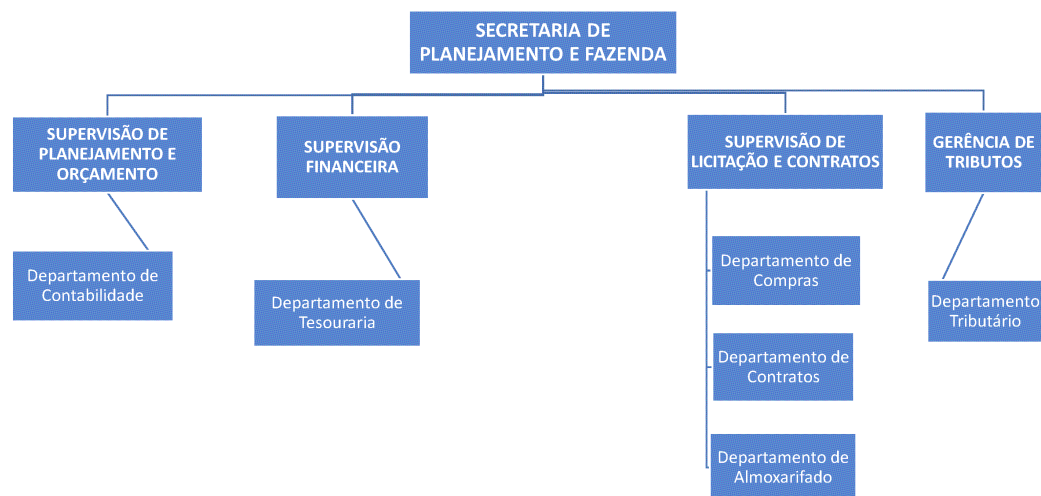 SECRETARIA DE
PLANEJAMENTO E FAZENDA
SUPERVISÃO DE
PLANEJAMENTO E
ORÇAMENTO
SUPERVISÃO
FINANCEIRA
SUPERVISÃO DE
LICITAÇÃO E CONTRATOS
GERÊNCIA DE
TRIBUTOS
Departamento de
Contabilidade
Departamento de
Tesouraria
Departamento de
Compras
Departamento de
Contratos
Departamento de
Almoxarifado
Departamento
Tributário